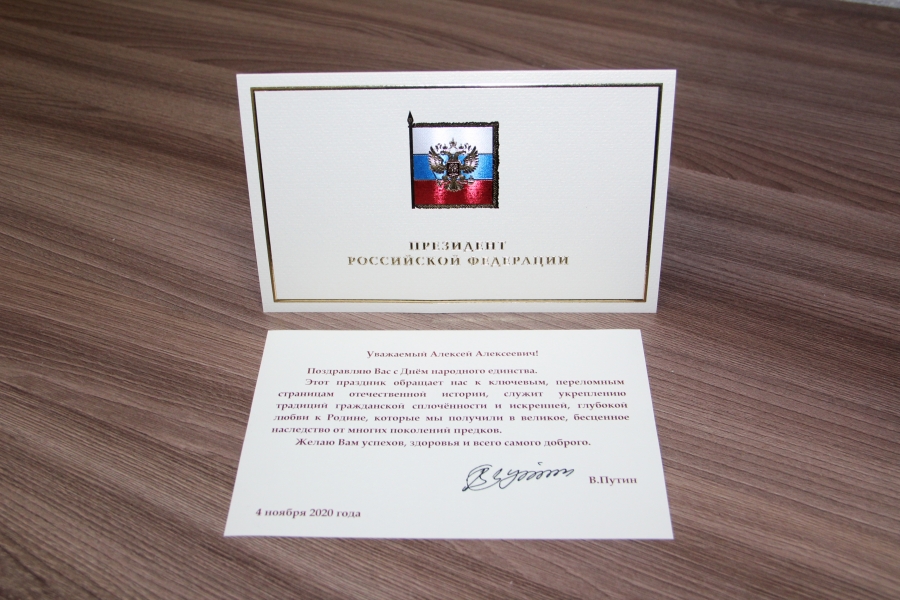 ПРЕЗИДЕНТ
РОССИЙСКОЙ ФЕДЕРАЦИИ
Уважаемый Алексей Алексеевич!
Поздравляю Вас с Днём народного единства.
Этот праздник обращает нас к ключевым, переломным
страницам отечественной истории, служит укреплению
традиций гражданской сплочённости и искренней, глубокой
любви к Родине, которые мы получили в великое, бесценное
наследство от многих поколений предков.
Желаю Вам успехов, здоровья и всего самого доброго.
В.Путин
4 ноября 2020 года